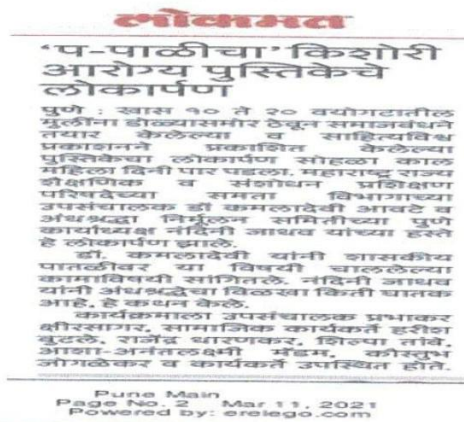 लोकमत
'प-पाळीचा' किशोरी
आरोग्य पुस्तिकेचे
लोकार्पण
पुणे : खास १० ते २० वयोगटातील
मुलींना डोळ्यासमोर ठेवून समाजबंधने
तयार केलेल्या व साहित्यविश्व
प्रकाशनने प्रकाशित केलेल्या
पुस्तिकेचा लोकार्पण सोहळा काल
महिला दिनी पार पडला. महाराष्ट्र राज्य
शैक्षणिक व संशोधन प्रशिक्षण
परिषदेच्या समता विभागाच्या
उपसंचालक डॉ कमलादेवी आवटे व
अंधश्रद्धा निर्मूलन समितीच्या पुणे
कार्याध्यक्ष नंदिनी जाधव यांच्या हस्ते
हे लोकार्पण झाले.
डॉ. कमलादेवी यांनी शासकीय
पातळीवर या विषयी चाललेल्या
कामाविषयी सांगितले. नंदिनी जाधव
यांनी अंधश्रद्धेचा विळखा किती घातक
आहे, हे कथन केले.
कार्यक्रमाला उपसंचालक प्रभाकर
क्षीरसागर, सामाजिक कार्यकर्ते हरीश
बुटले, राजेंद्र धारणकर, शिल्पा तांबे,
आशा-अनंतलक्ष्मी मॅडम, कौस्तुभ
जोगळेकर व कार्यकर्ते उपस्थित होते.
Pune Main
Page No. 2 Mar 11, 2021
Powered by: erelego.com